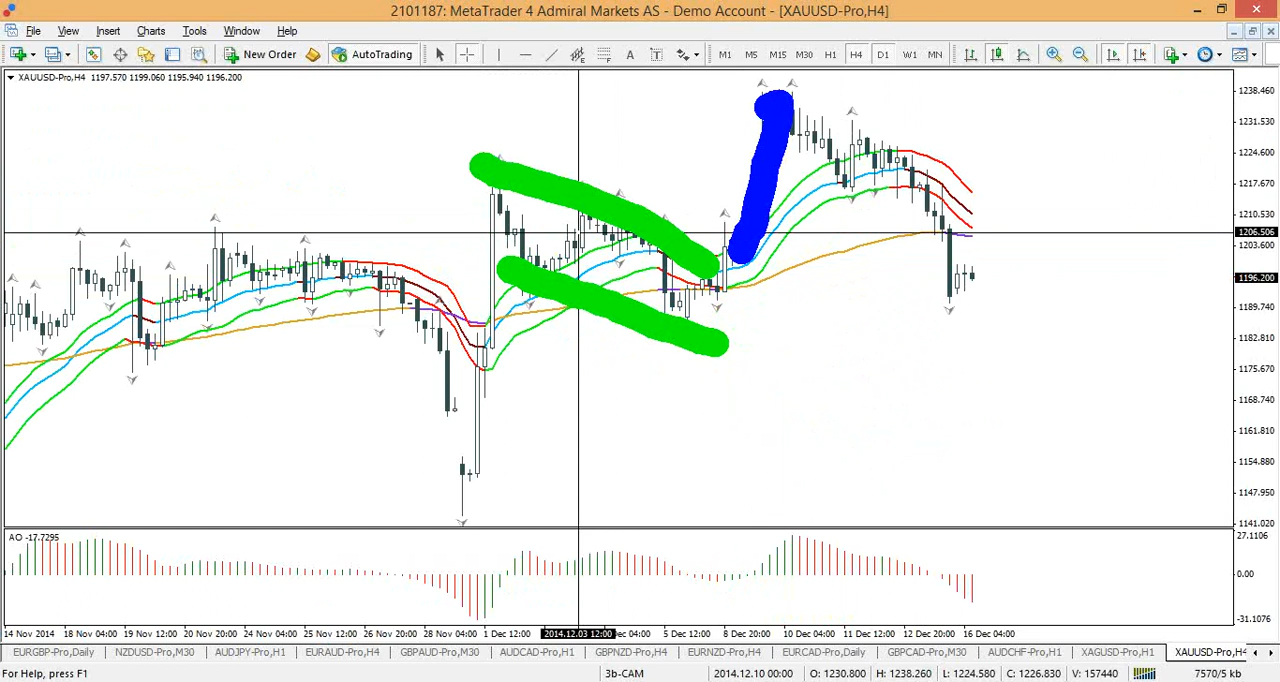 2101187: MetaTrader 4 Admiral Markets AS - Demo Account - [XAUUSD-Pro,H4]
File View Insert Charts Tools Window Help
New Order AutoTrading A T M1 M5 M15 M30 H1 H4 D1 W1 MN
XAUUSD-Pro,H4 1197.570 1199.060 1195.940 1196.200
1238.460
1231.530
1224.600
1217.670
1210.530
1206.506
1203.600
1196.200
1189.740
1182.810
1175.670
1168.740
1161.810
1154.880
1147.950
1141.020
AO -17.7295
27.1106
0.00
-31.1076
14 Nov 2014 18 Nov 04:00 19 Nov 12:00 20 Nov 20:00 24 Nov 04:00 25 Nov 12:00 26 Nov 20:00 28 Nov 04:00 1 Dec 12:00 2014.12.03 12:00 Dec 04:00 5 Dec 12:00 8 Dec 20:00 10 Dec 04:00 11 Dec 12:00 12 Dec 20:00 16 Dec 04:00
EURGBP-Pro,Daily NZDUSD-Pro,M30 AUDJPY-Pro,H1 EURAUD-Pro,H4 GBPAUD-Pro,M30 AUDCAD-Pro,H1 GBPNZD-Pro,H4 EURNZD-Pro,H4 EURCAD-Pro,Daily GBPCAD-Pro,M30 AUDCHF-Pro,H1 XAGUSD-Pro,H1 XAUUSD-Pro,H4
For Help, press F1 3b-CAM 2014.12.10 00:00 O: 1230.800 H: 1238.260 L: 1224.580 C: 1226.830 V: 157440 7570/5 kb